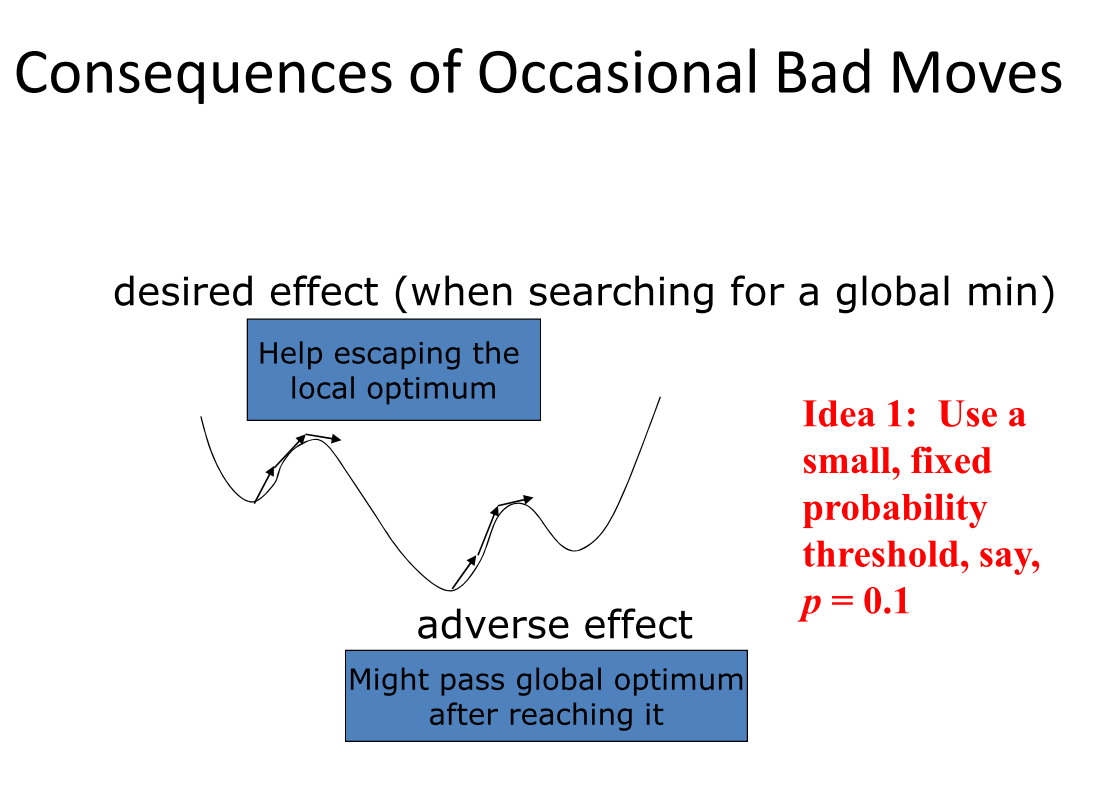 Consequences of Occasional Bad Moves
desired effect (when searching for a global min)
Help escaping the
local optimum
Idea 1: Use a
small, fixed
probability
threshold, say,
p = 0.1
adverse effect
Might pass global optimum
after reaching it